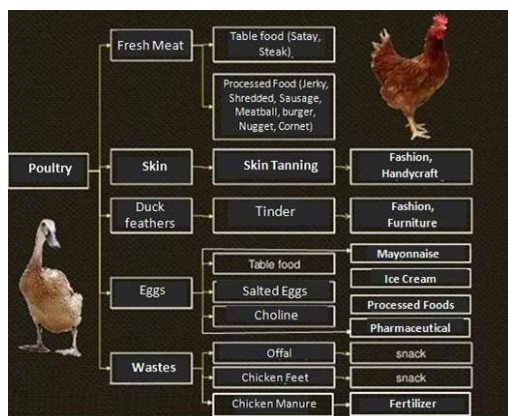 Fresh Meat
Table food (Satay,
Steak)
Processed Food (Jerky,
Shredded, Sausage,
Meatball, burger,
Nugget, Cornet)
Poultry
Skin
Skin Tanning
Fashion,
Handycraft
Duck
feathers
Tinder
Fashion,
Furniture
Eggs
Table food
Mayonnaise
Ice Cream
Salted Eggs
Processed Foods
Choline
Pharmaceutical
Wastes
Offal
snack
Chicken Feet
snack
Chicken Manure
Fertilizer